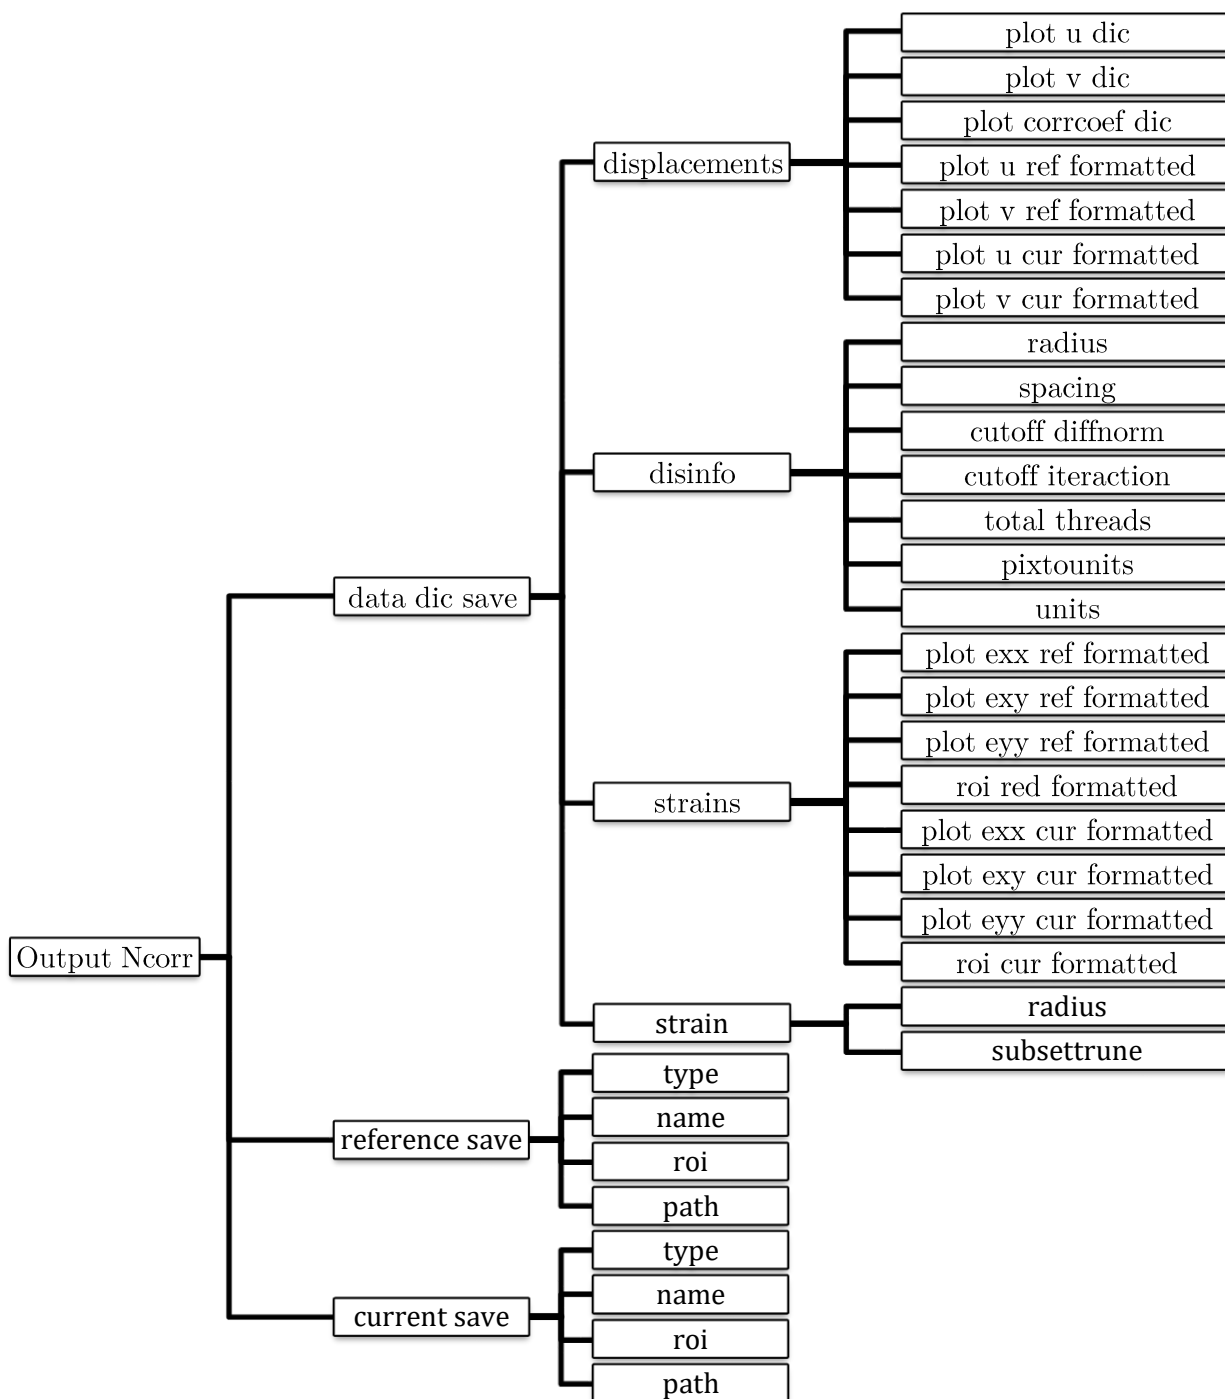 plot u dic
plot v dic
plot corrcoef dic
displacements
plot u ref formatted
plot v ref formatted
plot u cur formatted
plot v cur formatted
radius
spacing
cutoff diffnorm
disinfo
cutoff iteraction
total threads
pixtounits
data dic save
units
plot exx ref formatted
plot exy ref formatted
plot eyy ref formatted
roi red formatted
strains
plot exx cur formatted
plot exy cur formatted
plot eyy cur formatted
Output Ncorr
roi cur formatted
radius
strain
subsettrune
type
name
reference save
roi
path
type
name
current save
roi
path